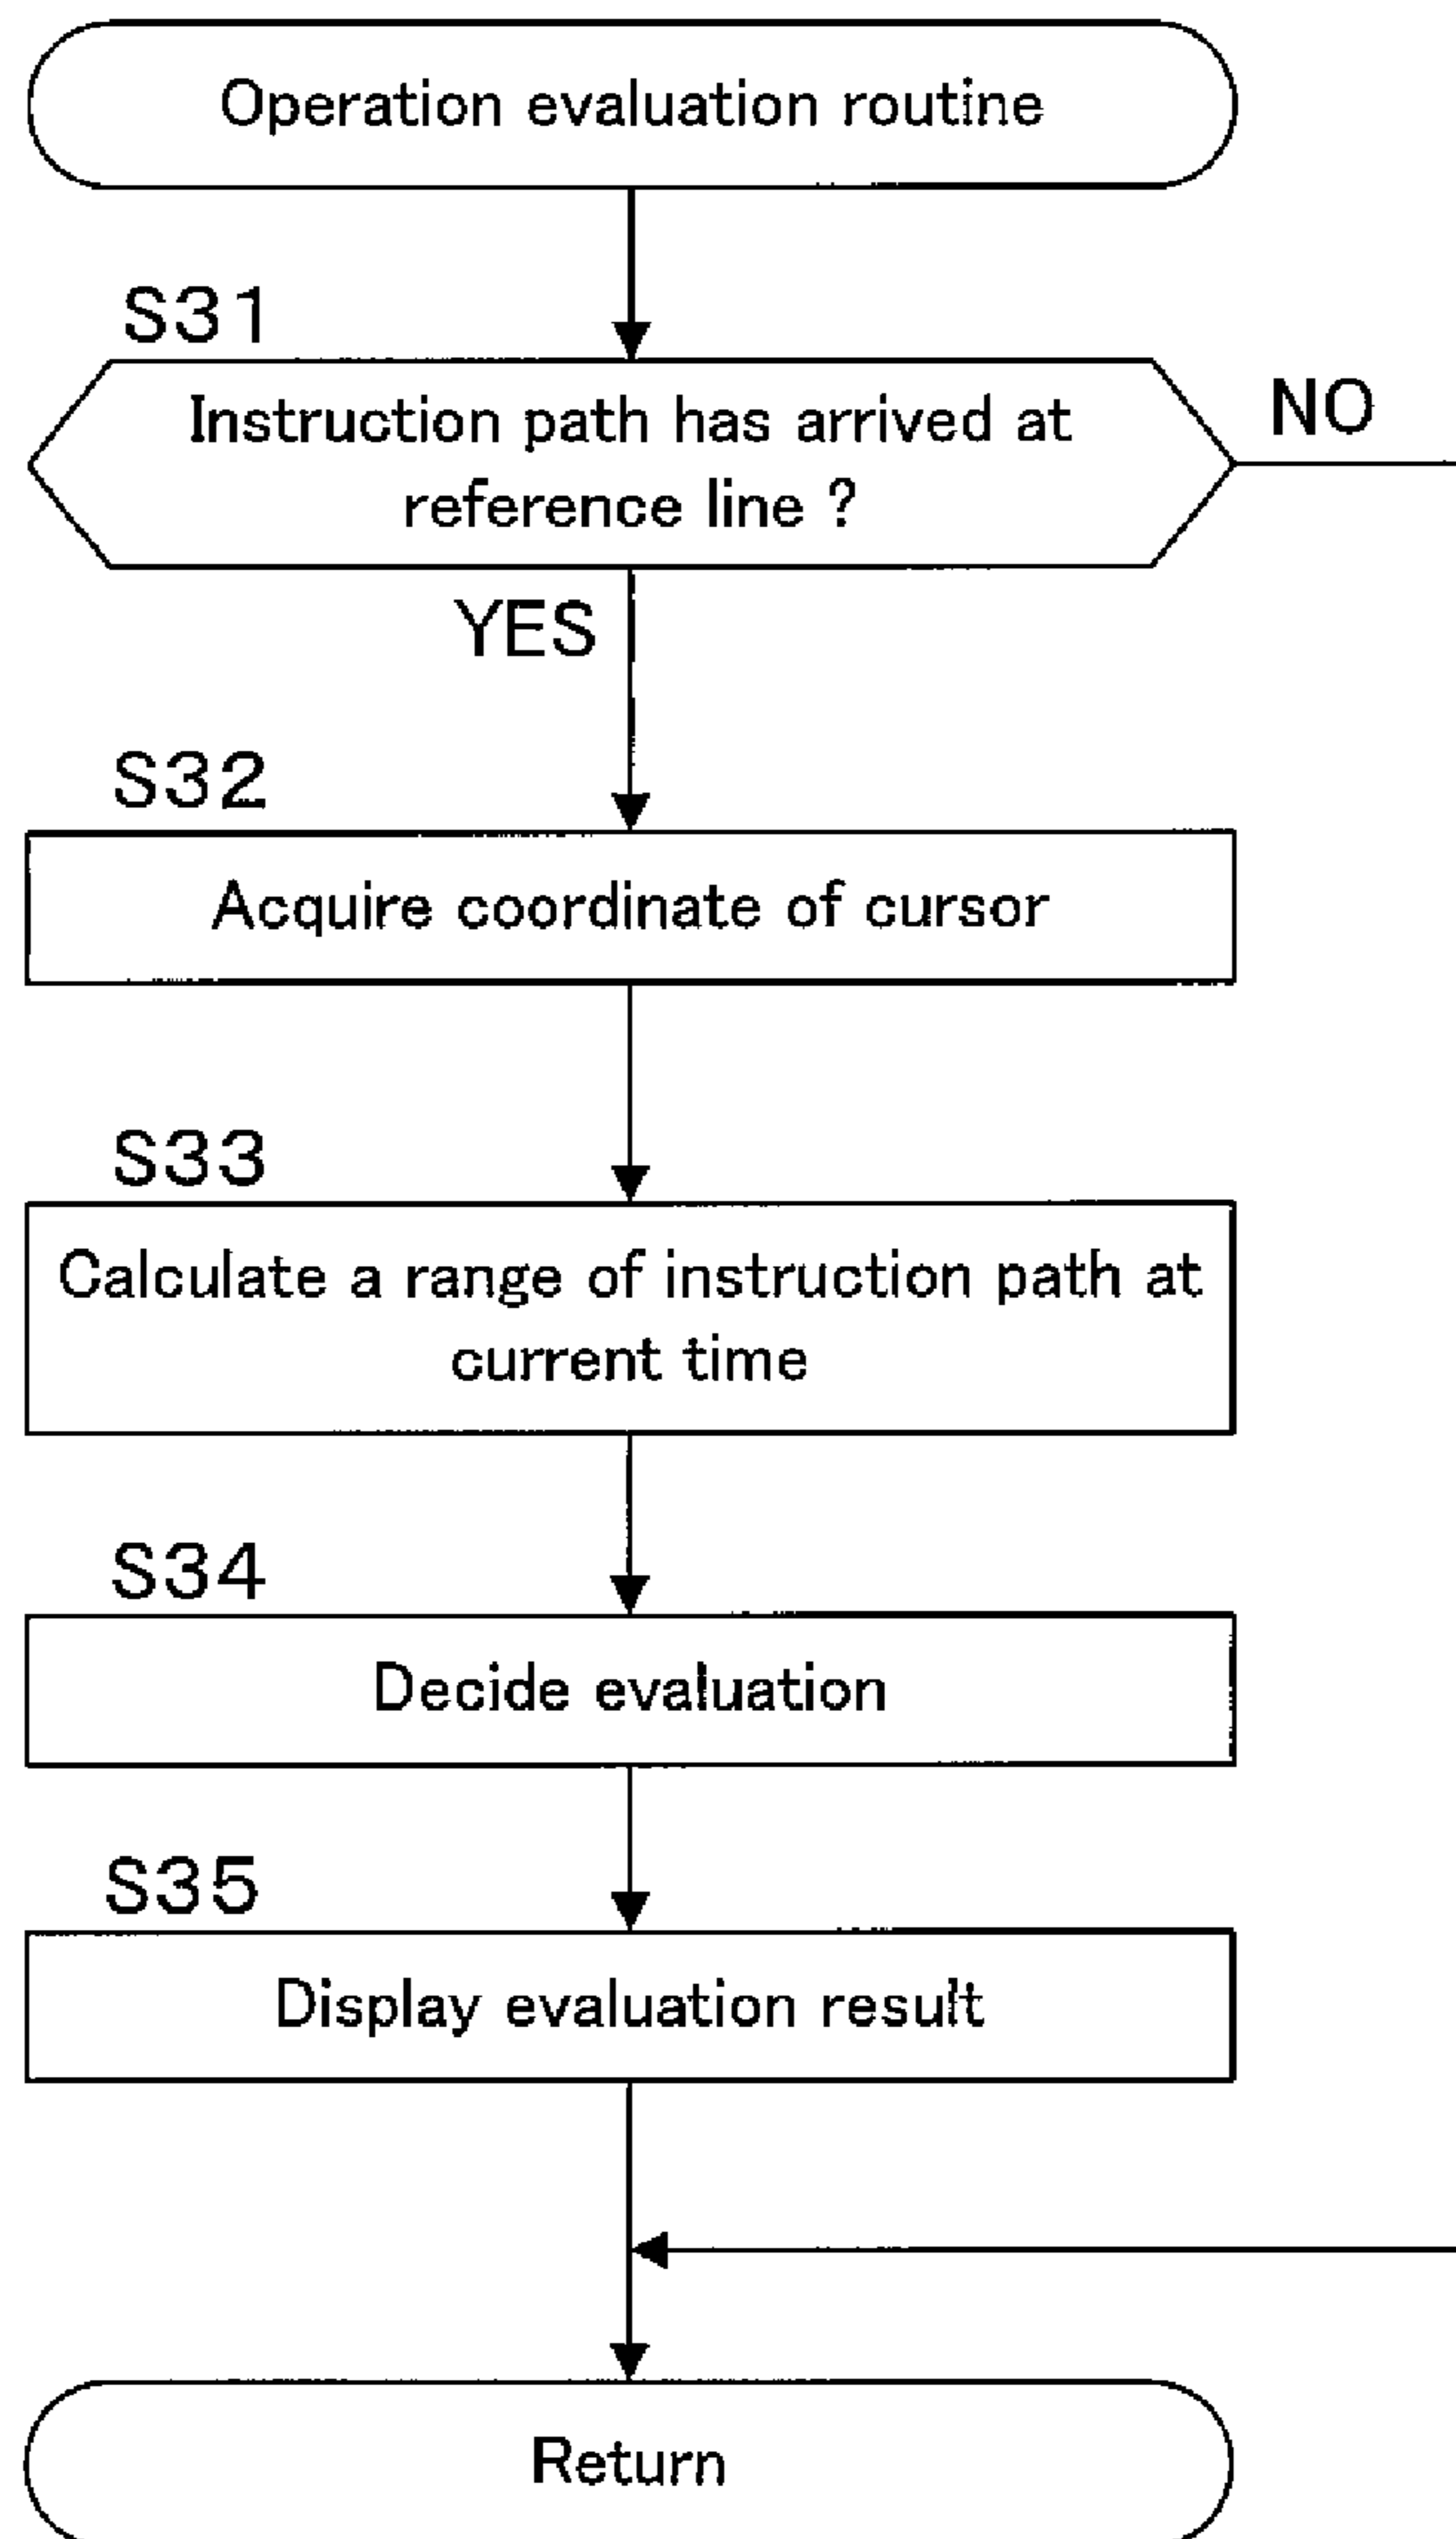 Operation evaluation routine
S31
Instruction path has arrived at
reference line ?
NO
YES
S32
Acquire coordinate of cursor
S33
Calculate a range of instruction path at
current time
S34
Decide evaluation
S35
Display evaluation result
Return